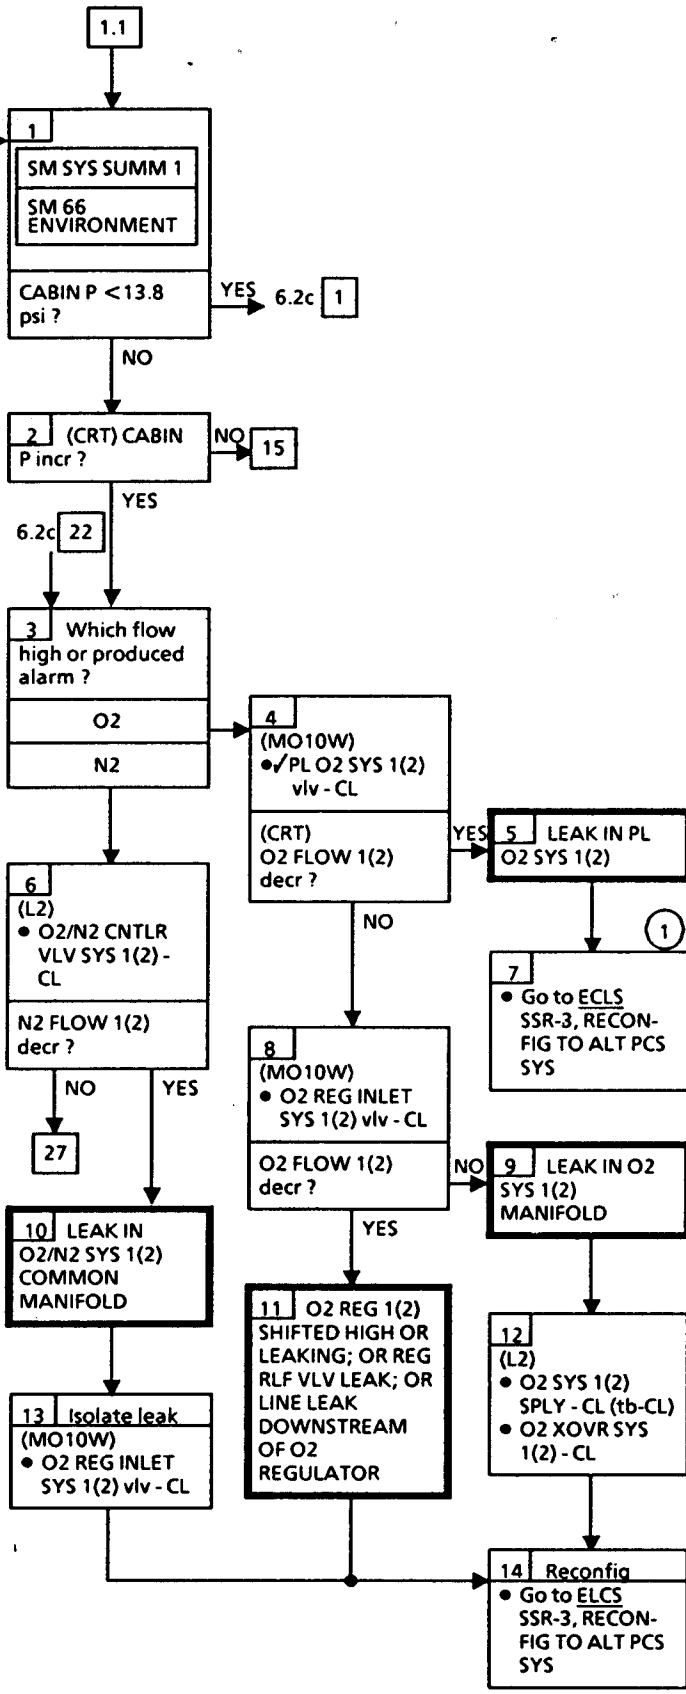 1.1
1
SM SYS SUMM 1
SM 66
ENVIRONMENT
CABIN P <13.8
psi ?
YES
6.2c 1
NO
2 (CRT) CABIN
P incr ?
NO
15
YES
6.2c 22
3 Which flow
high or produced
alarm ?
O2
N2
4
(MO10W)
●✓PL O2 SYS 1(2)
vlv - CL
(CRT)
O2 FLOW 1(2)
decr ?
YES
5 LEAK IN PL
O2 SYS 1(2)
NO
1
7
● Go to ECLS
SSR-3, RECON-
FIG TO ALT PCS
SYS
6
(L2)
● O2/N2 CNTLR
VLV SYS 1(2) -
CL
N2 FLOW 1(2)
decr ?
NO
YES
27
8
(MO10W)
● O2 REG INLET
SYS 1(2) vlv - CL
O2 FLOW 1(2)
decr ?
NO
9 LEAK IN O2
SYS 1(2)
MANIFOLD
YES
10 LEAK IN
O2/N2 SYS 1(2)
COMMON
MANIFOLD
11 O2 REG 1(2)
SHIFTED HIGH OR
LEAKING; OR REG
RLF VLV LEAK; OR
LINE LEAK
DOWNSTREAM
OF O2
REGULATOR
12
(L2)
● O2 SYS 1(2)
SPLY - CL (tb-CL)
● O2 XOVR SYS
1(2) - CL
13 Isolate leak
(MO10W)
● O2 REG INLET
SYS 1(2) vlv - CL
14 Reconfig
● Go to ELCS
SSR-3, RECON-
FIG TO ALT PCS
SYS